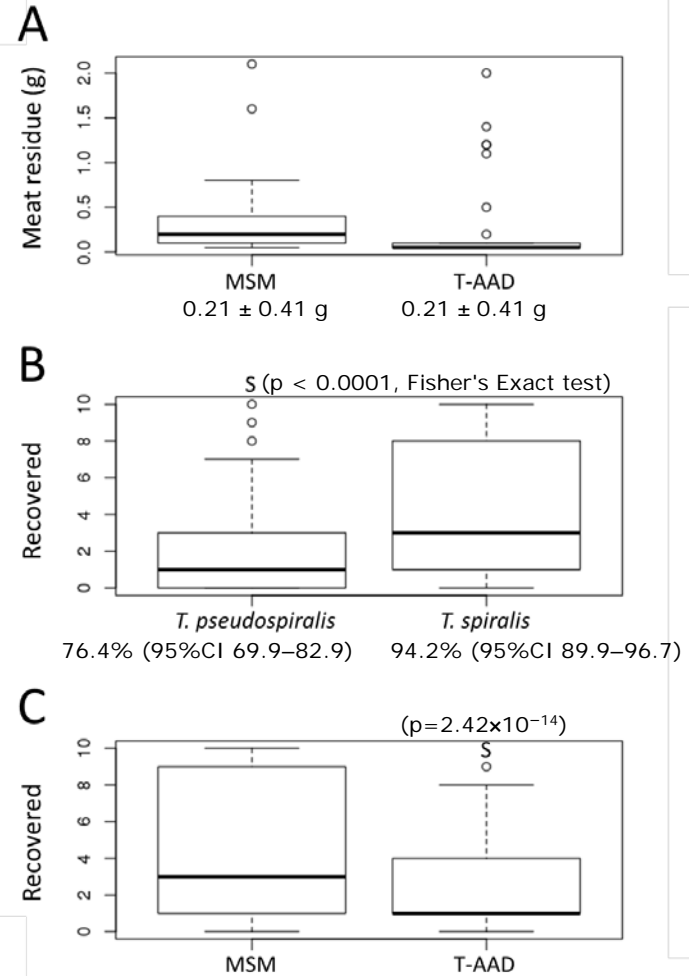 A
Meat residue (g)
2.0
1.5
1.0
0.5
0.0
MSM T-AAD
0.21 ± 0.41 g 0.21 ± 0.41 g
B
S (p < 0.0001, Fisher's Exact test)
Recovered
10
8
6
4
2
0
T. pseudospiralis T. spiralis
76.4% (95%CI 69.9–82.9) 94.2% (95%CI 89.9–96.7)
C
(p=2.42×10⁻¹⁴)
S
Recovered
10
8
6
4
2
0
MSM T-AAD